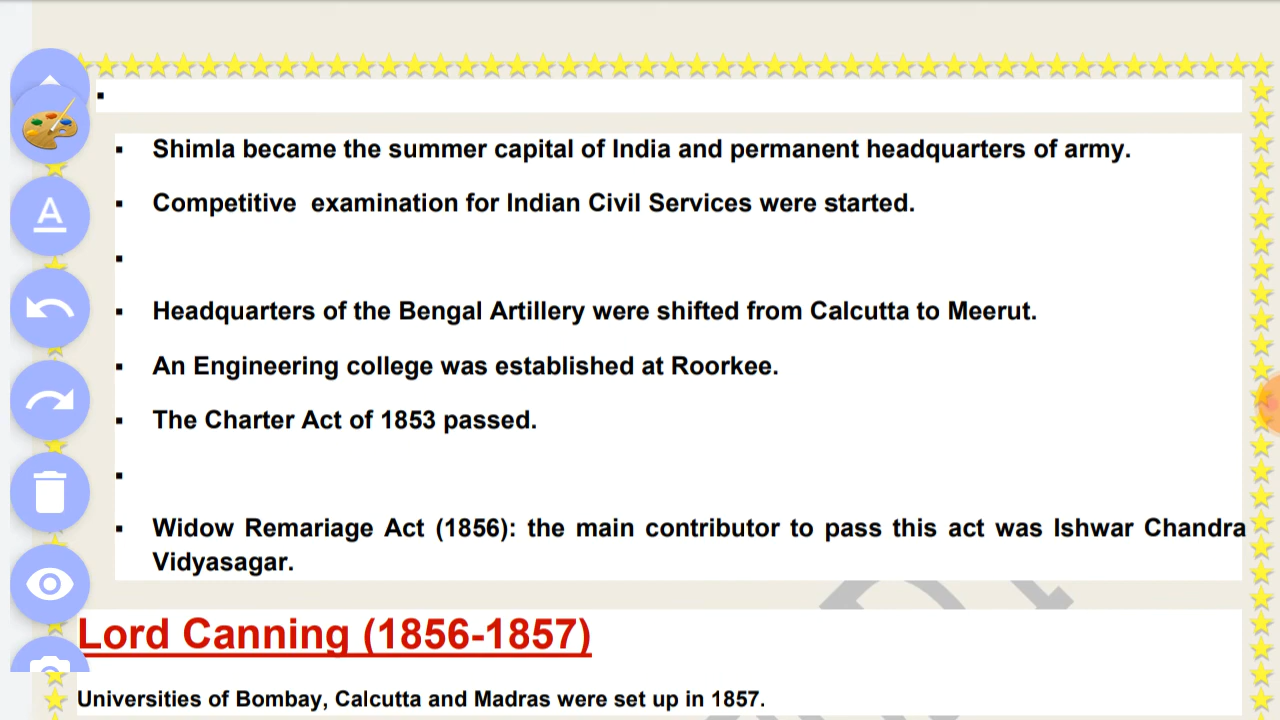 Shimla became the summer capital of India and permanent headquarters of army.
Competitive examination for Indian Civil Services were started.
Headquarters of the Bengal Artillery were shifted from Calcutta to Meerut.
An Engineering college was established at Roorkee.
The Charter Act of 1853 passed.
Widow Remariage Act (1856): the main contributor to pass this act was Ishwar Chandra
Vidyasagar.
Lord Canning (1856-1857)
Universities of Bombay, Calcutta and Madras were set up in 1857.